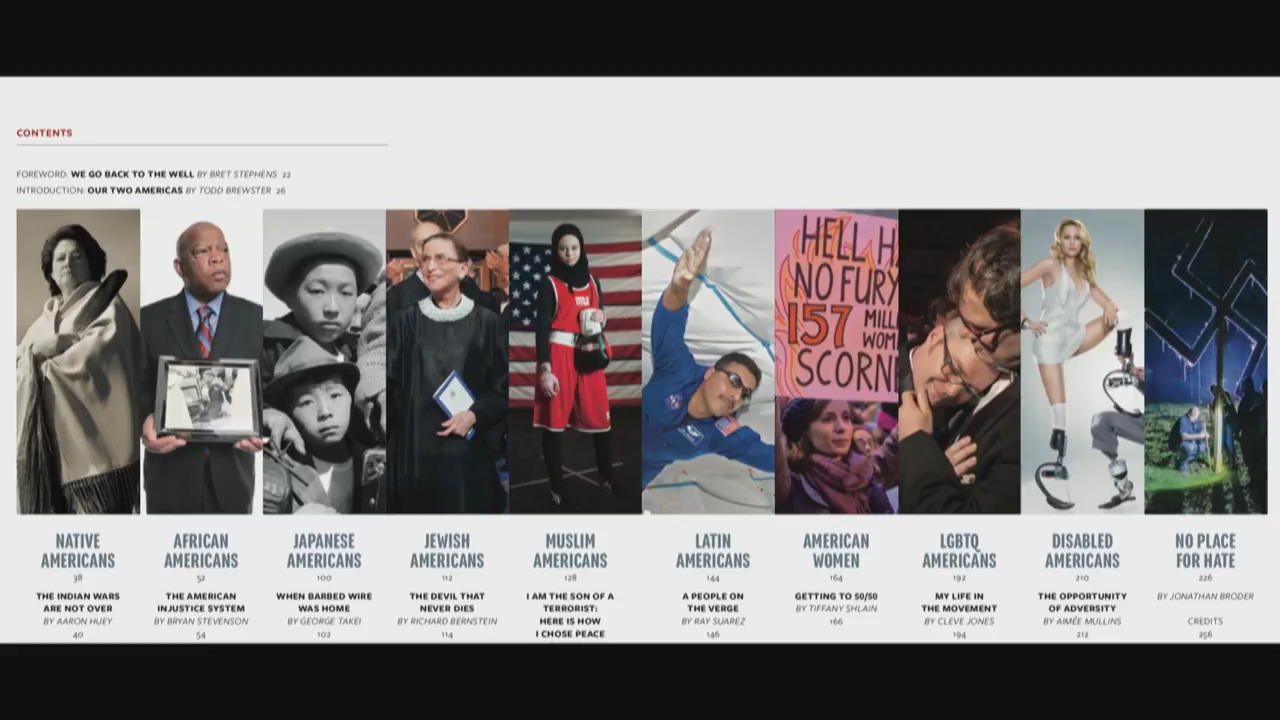 CONTENTS
FOREWORD: WE GO BACK TO THE WELL BY BRET STEPHENS 22
INTRODUCTION: OUR TWO AMERICAS BY TODD BREWSTER 26
HELL H
NO FURY
157 MILL
WOM
SCORN
NATIVE
AMERICANS
38
THE INDIAN WARS
ARE NOT OVER
BY AARON HUEY
40
AFRICAN
AMERICANS
52
THE AMERICAN
INJUSTICE SYSTEM
BY BRYAN STEVENSON
54
JAPANESE
AMERICANS
100
WHEN BARBED WIRE
WAS HOME
BY GEORGE TAKEI
102
JEWISH
AMERICANS
112
THE DEVIL THAT
NEVER DIES
BY RICHARD BERNSTEIN
114
MUSLIM
AMERICANS
128
I AM THE SON OF A
TERRORIST:
HERE IS HOW
I CHOSE PEACE
LATIN
AMERICANS
144
A PEOPLE ON
THE VERGE
BY RAY SUAREZ
146
AMERICAN
WOMEN
164
GETTING TO 50/50
BY TIFFANY SHLAIN
166
LGBTQ
AMERICANS
192
MY LIFE IN
THE MOVEMENT
BY CLEVE JONES
194
DISABLED
AMERICANS
210
THE OPPORTUNITY
OF ADVERSITY
BY AIMÉE MULLINS
212
NO PLACE
FOR HATE
226
BY JONATHAN BRODER
CREDITS
256